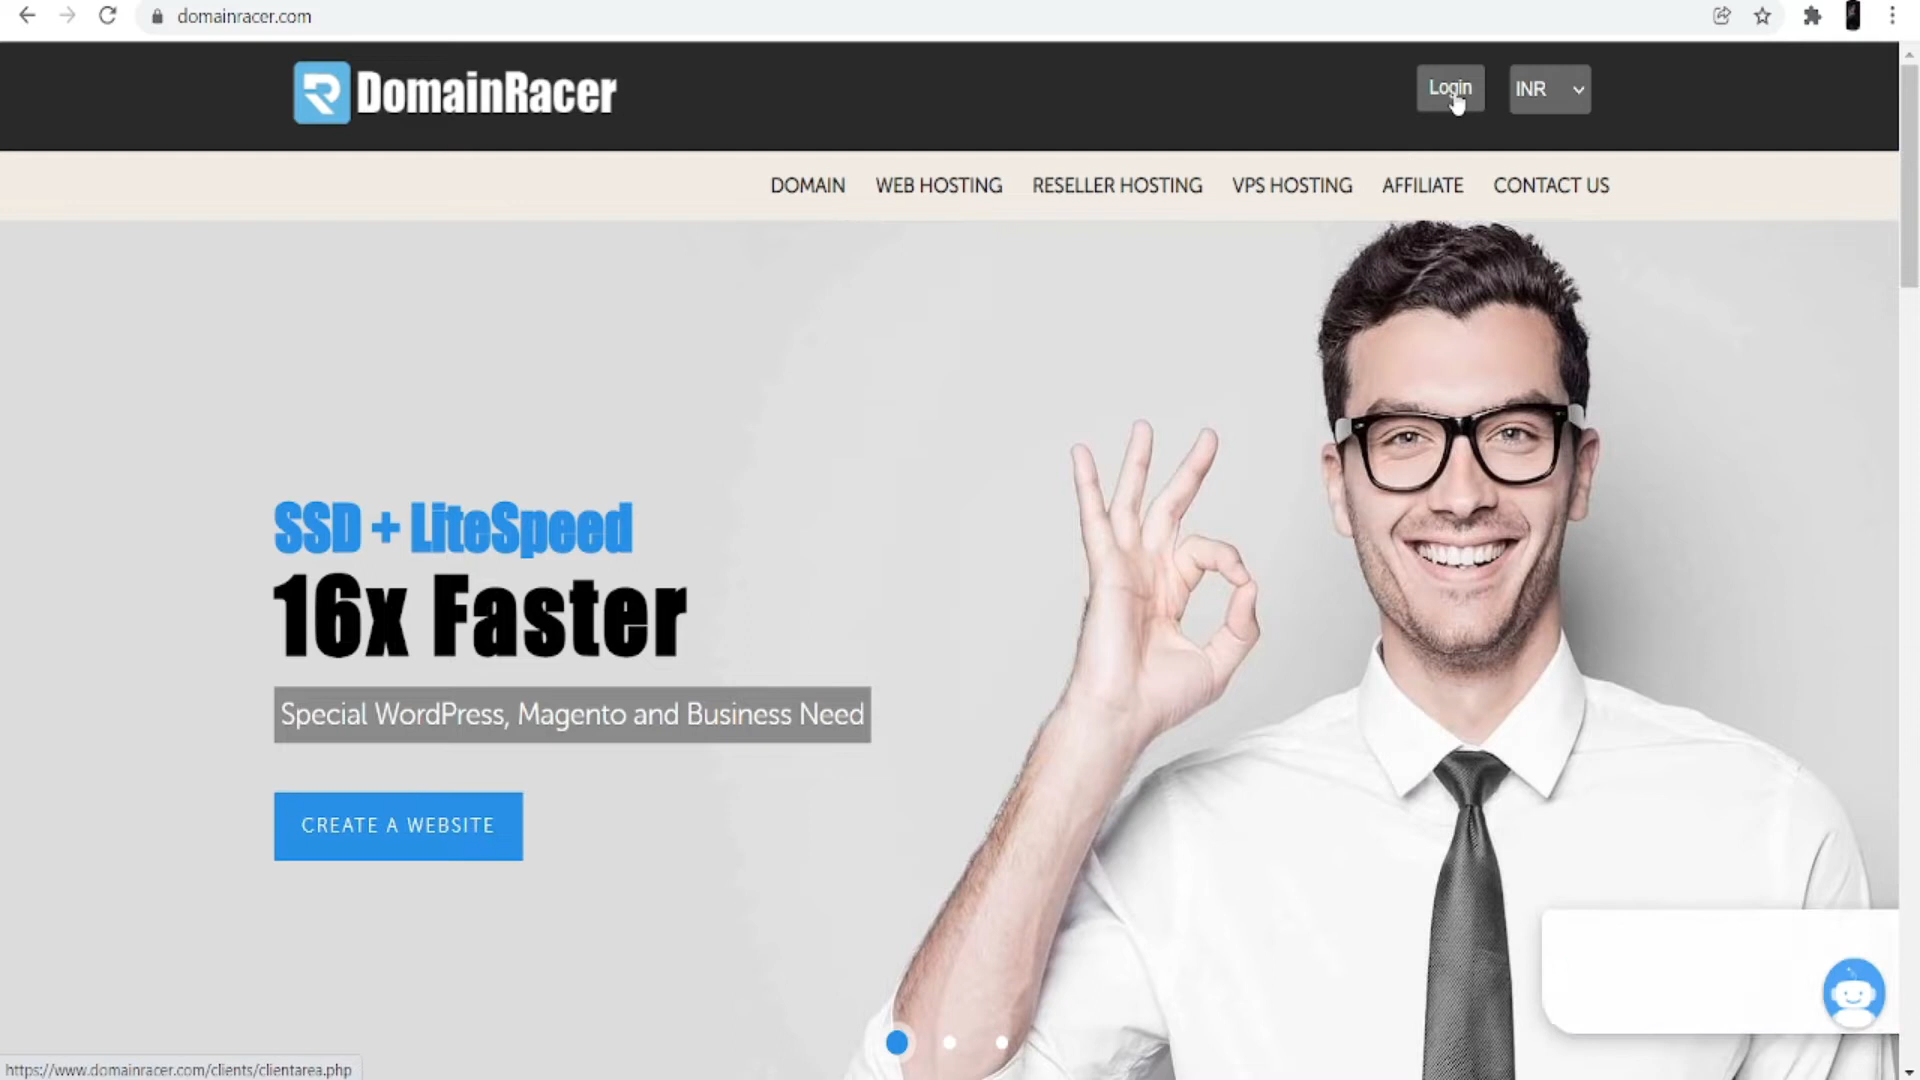 domainracer.com
DomainRacer
Login
INR
DOMAIN WEB HOSTING RESELLER HOSTING VPS HOSTING AFFILIATE CONTACT US
SSD + LiteSpeed
16x Faster
Special WordPress, Magento and Business Need
CREATE A WEBSITE
https://www.domainracer.com/clients/clientarea.php